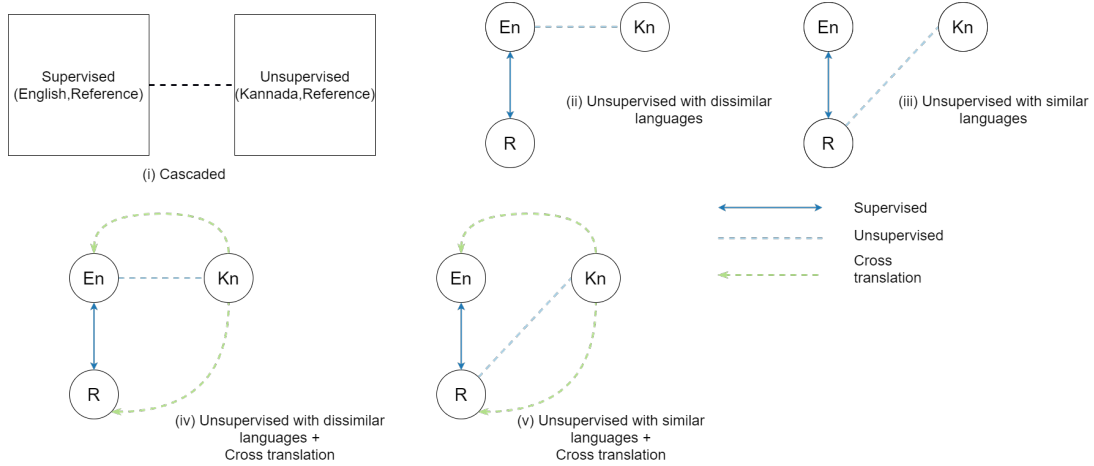 Supervised
(English,Reference)
Unsupervised
(Kannada,Reference)
(i) Cascaded
En
Kn
R
(ii) Unsupervised with dissimilar
languages
En
Kn
R
(iii) Unsupervised with similar
languages
Supervised
Unsupervised
Cross
translation
En
Kn
R
(iv) Unsupervised with dissimilar
languages +
Cross translation
En
Kn
R
(v) Unsupervised with similar
languages +
Cross translation